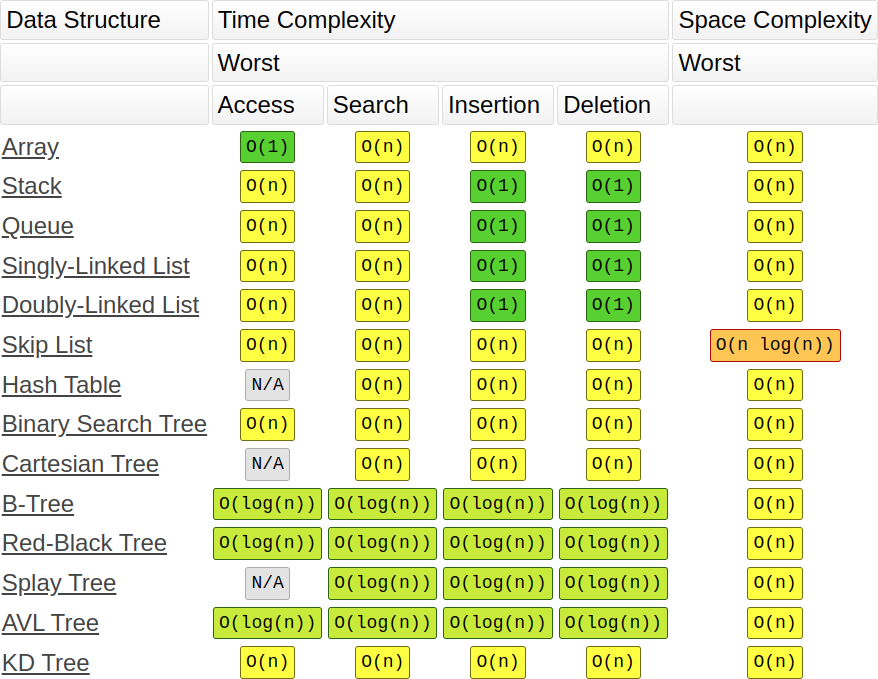 Data Structure Time Complexity Space Complexity
Worst Worst
Access Search Insertion Deletion
Array O(1) O(n) O(n) O(n) O(n)
Stack O(n) O(n) O(1) O(1) O(n)
Queue O(n) O(n) O(1) O(1) O(n)
Singly-Linked List O(n) O(n) O(1) O(1) O(n)
Doubly-Linked List O(n) O(n) O(1) O(1) O(n)
Skip List O(n) O(n) O(n) O(n) O(n log(n))
Hash Table N/A O(n) O(n) O(n) O(n)
Binary Search Tree O(n) O(n) O(n) O(n) O(n)
Cartesian Tree N/A O(n) O(n) O(n) O(n)
B-Tree O(log(n)) O(log(n)) O(log(n)) O(log(n)) O(n)
Red-Black Tree O(log(n)) O(log(n)) O(log(n)) O(log(n)) O(n)
Splay Tree N/A O(log(n)) O(log(n)) O(log(n)) O(n)
AVL Tree O(log(n)) O(log(n)) O(log(n)) O(log(n)) O(n)
KD Tree O(n) O(n) O(n) O(n) O(n)